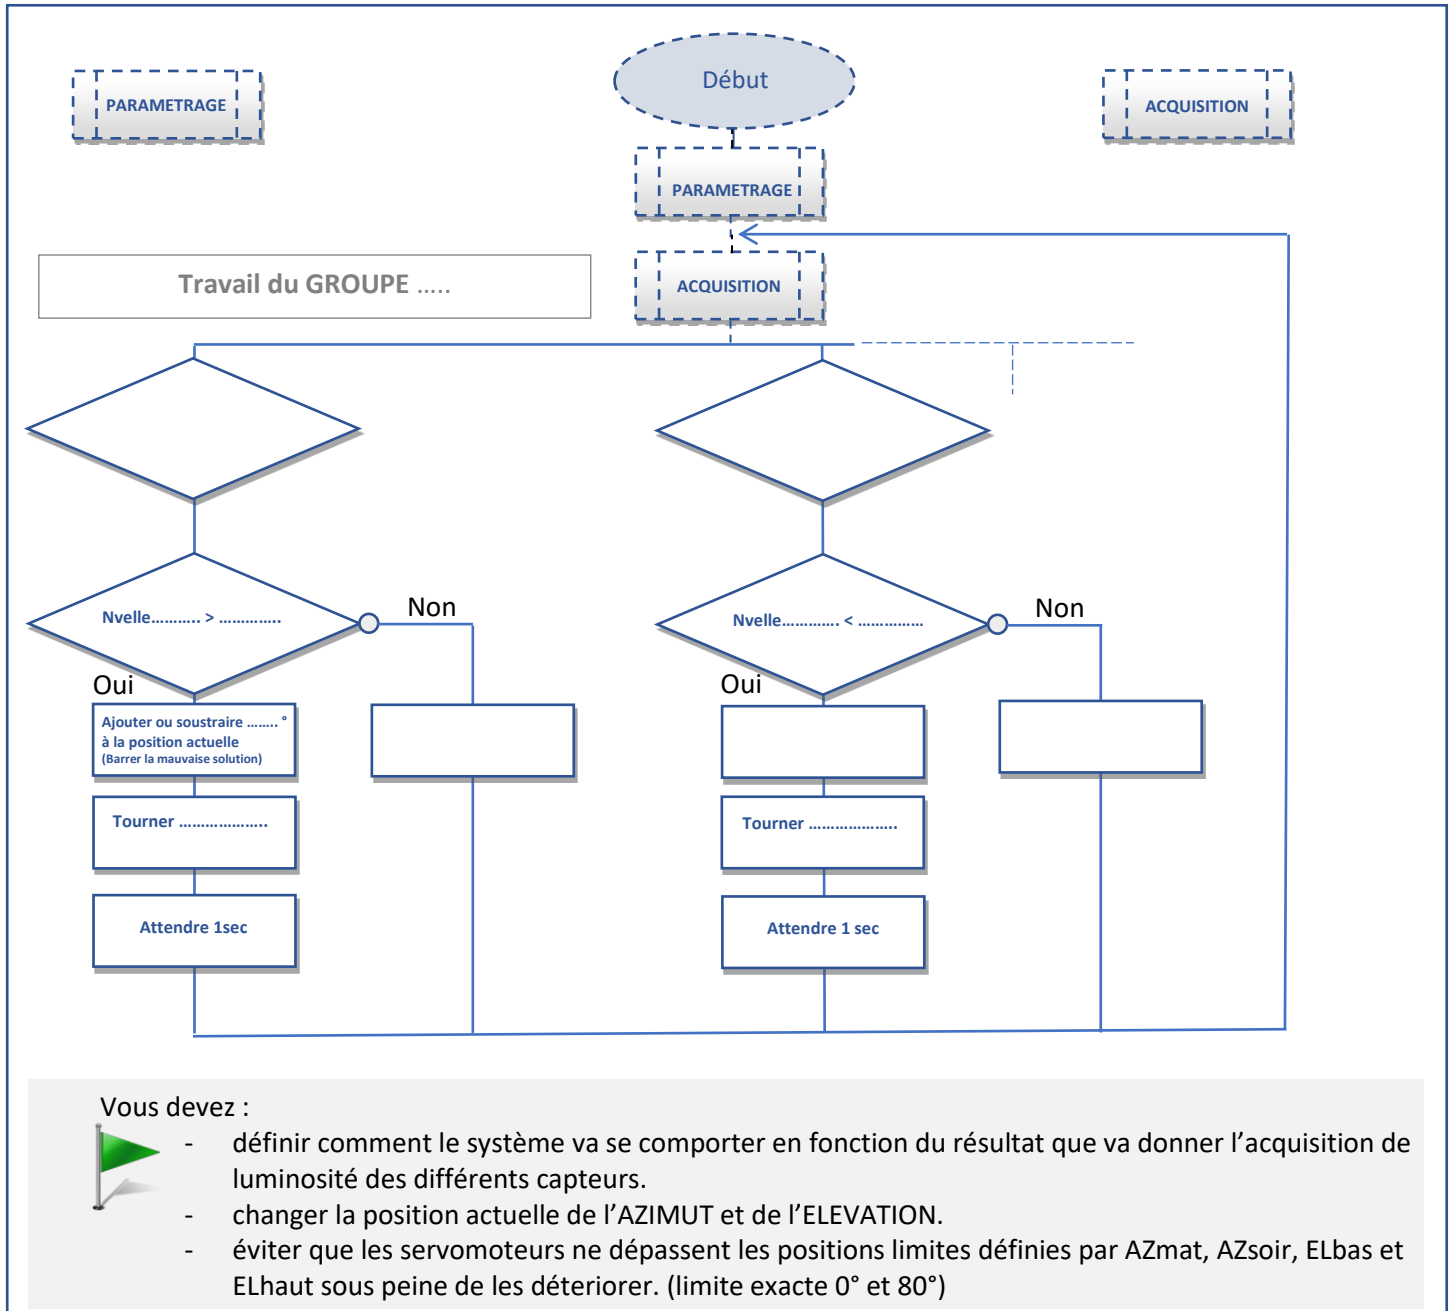 Début
PARAMETRAGE
ACQUISITION
PARAMETRAGE
Travail du GROUPE .....
ACQUISITION
Nvelle……….. > …………..
Non
Nvelle…………. < ……………
Non
Oui
Oui
Ajouter ou soustraire …….. °
à la position actuelle
(Barrer la mauvaise solution)
Tourner ………………..
Tourner ………………..
Attendre 1sec
Attendre 1 sec
Vous devez :
- définir comment le système va se comporter en fonction du résultat que va donner l’acquisition de
luminosité des différents capteurs.
- changer la position actuelle de l’AZIMUT et de l’ELEVATION.
- éviter que les servomoteurs ne dépassent les positions limites définies par AZmat, AZsoir, ELbas et
ELhaut sous peine de les déteriorer. (limite exacte 0° et 80°)